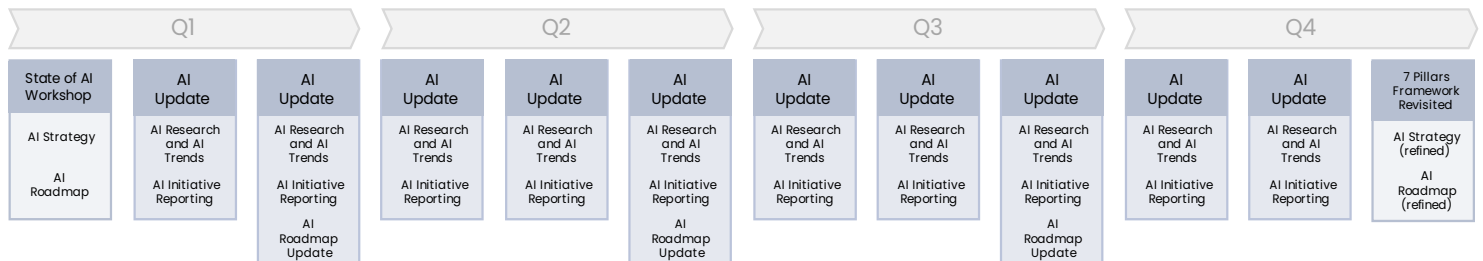 Q1
State of AI
Workshop
AI Strategy
AI
Roadmap
AI
Update
AI Research
and AI
Trends
AI Initiative
Reporting
AI
Update
AI Research
and AI
Trends
AI Initiative
Reporting
AI
Roadmap
Update
Q2
AI
Update
AI Research
and AI
Trends
AI Initiative
Reporting
AI
Update
AI Research
and AI
Trends
AI Initiative
Reporting
AI
Update
AI Research
and AI
Trends
AI Initiative
Reporting
AI
Roadmap
Update
Q3
AI
Update
AI Research
and AI
Trends
AI Initiative
Reporting
AI
Update
AI Research
and AI
Trends
AI Initiative
Reporting
AI
Update
AI Research
and AI
Trends
AI Initiative
Reporting
AI
Roadmap
Update
Q4
AI
Update
AI Research
and AI
Trends
AI Initiative
Reporting
AI
Update
AI Research
and AI
Trends
AI Initiative
Reporting
7 Pillars
Framework
Revisited
AI Strategy
(refined)
AI
Roadmap
(refined)